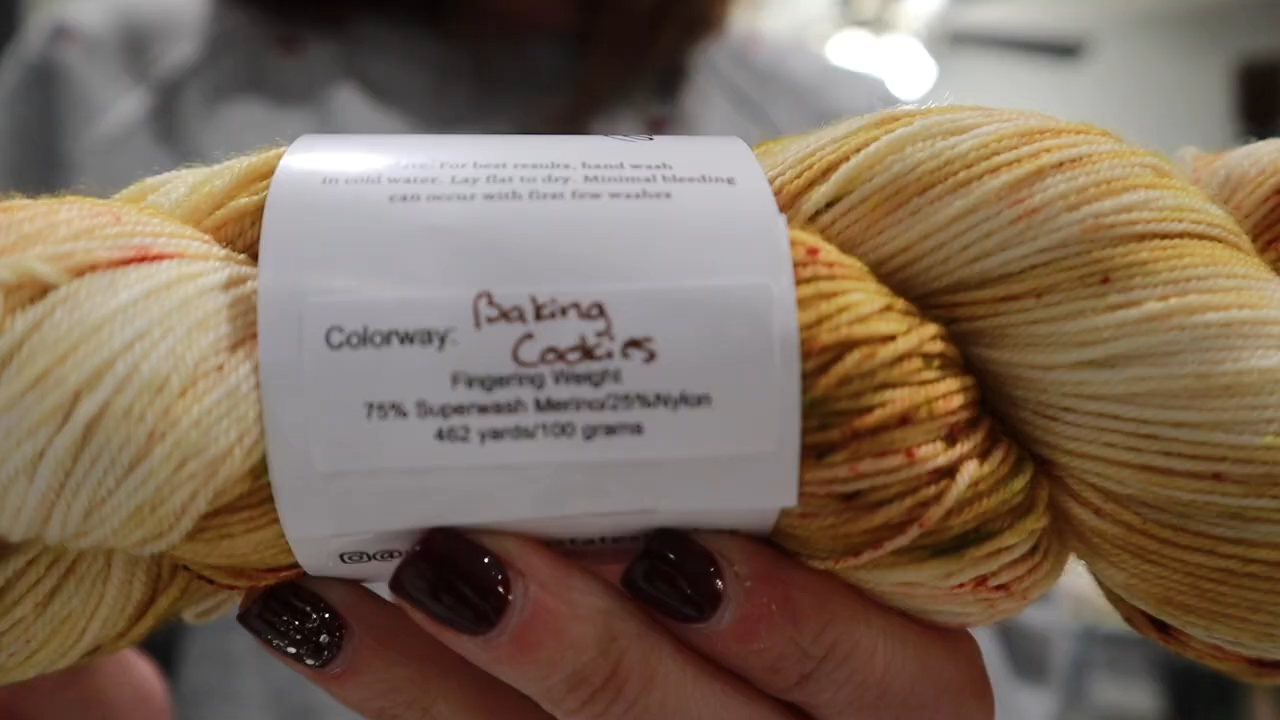 For best results, hand wash
in cold water. Lay flat to dry. Minimal bleeding
can occur with first few washes
Colorway: Baking
Cookies
Fingering Weight
75% Superwash Merino/25%Nylon
462 yards/100 grams